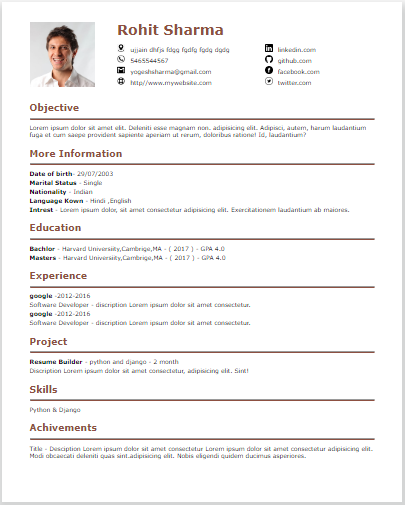 Rohit Sharma
ujjain dhfjs fdgg fgdfg fgdg dgdg
linkedin.com
5465544567
github.com
yogeshsharma@gmail.com
facebook.com
http//www.mywebsite.com
twitter.com
Objective
Lorem ipsum dolor sit amet elit. Deleniti esse magnam non. adipisicing elit. Adipisci, autem, harum laudantium
fuga et cum saepe provident sapiente aperiam ut rerum, doloribus ratione! Id, laudantium?
More Information
Date of birth- 29/07/2003
Marital Status - Single
Nationality - Indian
Language Kown - Hindi ,English
Intrest - Lorem ipsum dolor sit, amet consectetur adipisicing elit. Exercitationem laudantium ab maiores.
Education
Bachlor - Harvard University,Cambrige,MA - ( 2017 ) - GPA 4.0
Masters - Harvard University,Cambrige,MA - ( 2017 ) - GPA 4.0
Experience
google -2012-2016
Software Developer - discription Lorem ipsum dolor sit amet consectetur.
google -2012-2016
Software Developer - discription Lorem ipsum dolor sit amet consectetur.
Project
Resume Builder - python and django - 2 month
Discription Lorem ipsum dolor sit, amet consectetur, adipisicing elit. Sint!
Skills
Python & Django
Achivements
Title - Desciption Lorem ipsum dolor sit amet consectetur adipisicing elit. Lorem ipsum dolor sit amet consectetur
Modi obcaecati deleniti quas sint.adipisicing elit. Nobis eligendi quidem ducimus asperiores.